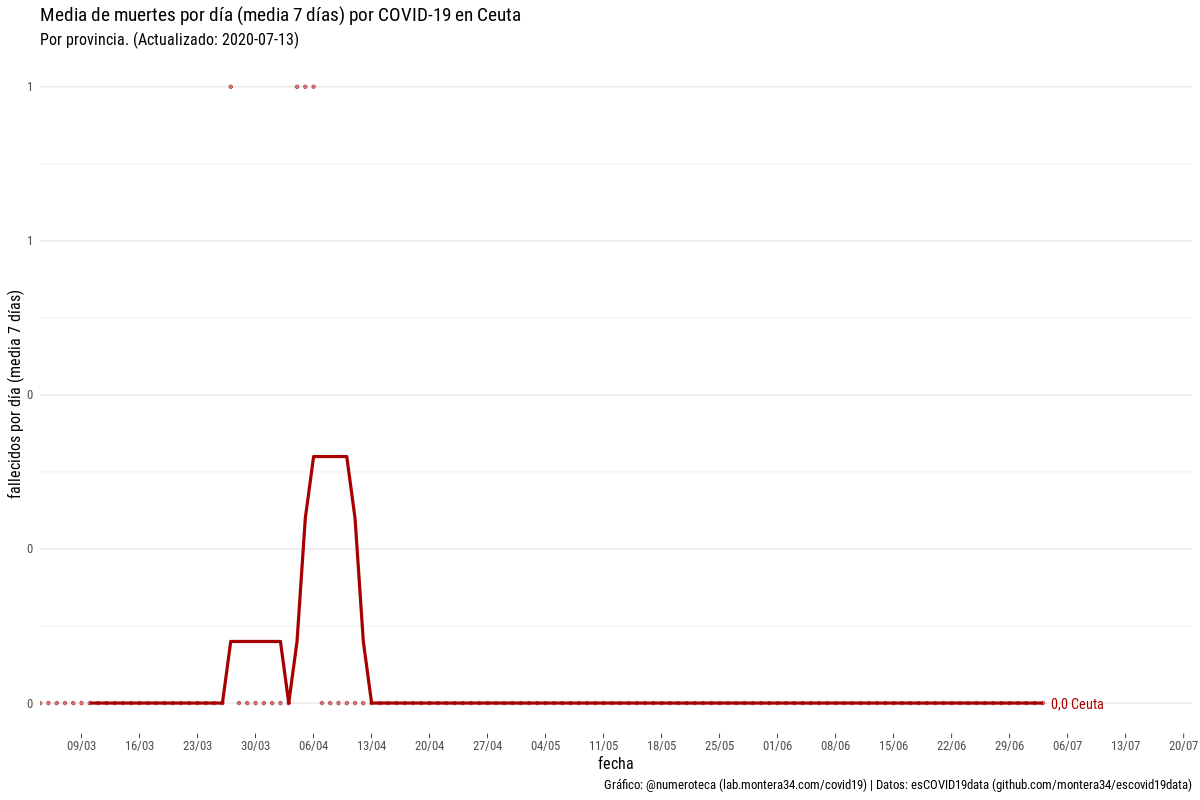 Media de muertes por día (media 7 días) por COVID-19 en Ceuta
Por provincia. (Actualizado: 2020-07-13)
fallecidos por día (media 7 días)
1
1
0
0
0
0,0 Ceuta
09/03 16/03 23/03 30/03 06/04 13/04 20/04 27/04 04/05 11/05 18/05 25/05 01/06 08/06 15/06 22/06 29/06 06/07 13/07 20/07
fecha
Gráfico: @numeroteca (lab.montera34.com/covid19) | Datos: esCOVID19data (github.com/montera34/escovid19data)